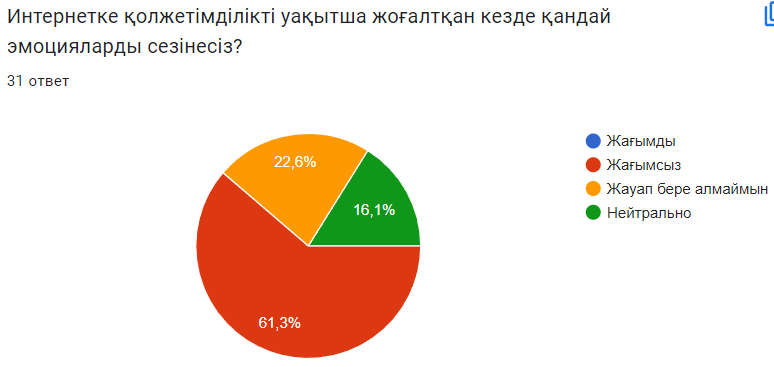 Интернетке қолжетімділікті уақытша жоғалтқан кезде қандай
эмоцияларды сезінесіз?
31 ответ
22,6%
16,1%
61,3%
Жағымды
Жағымсыз
Жауап бере алмаймын
Нейтрально